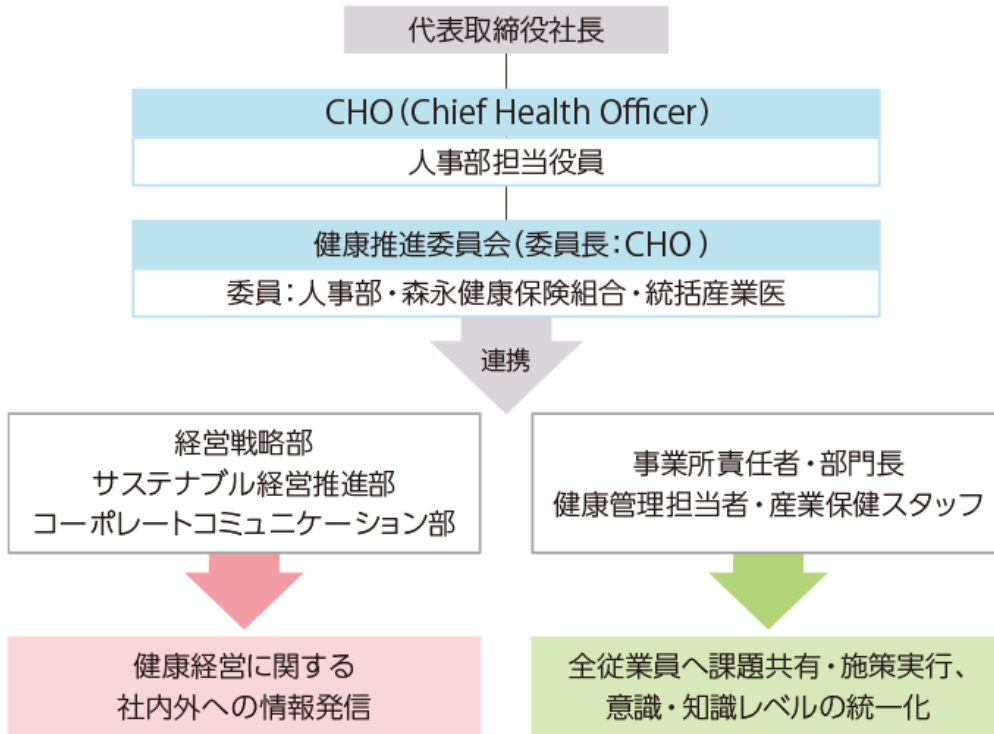 代表取締役社長
CHO(Chief Health Officer)
人事部担当役員
健康推進委員会(委員長:CHO)
委員:人事部・森永健康保険組合・統括産業医
連携
経営戦略部
サステナブル経営推進部
コーポレートコミュニケーション部
事業所責任者・部門長
健康管理担当者・産業保健スタッフ
健康経営に関する
社内外への情報発信
全従業員へ課題共有・施策実行、
意識・知識レベルの統一化